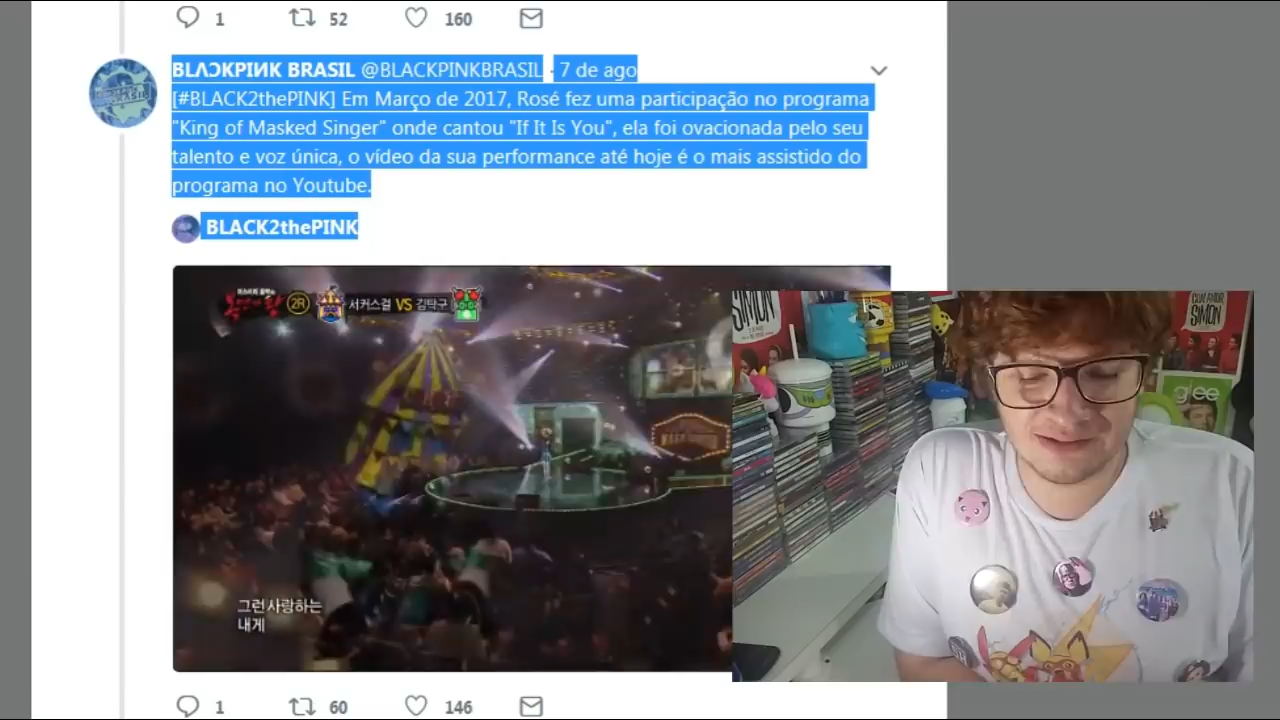 1 52 160
BLΛƆKPIИK BRASIL @BLACKPINKBRASIL · 7 de ago
[#BLACK2thePINK] Em Março de 2017, Rosé fez uma participação no programa
"King of Masked Singer" onde cantou "If It Is You", ela foi ovacionada pelo seu
talento e voz única, o vídeo da sua performance até hoje é o mais assistido do
programa no Youtube.
BLACK2thePINK
2R 서커스걸 VS 김탁구
그런 사랑하는
내게
SIMON
SIMON
glee
1 60 146